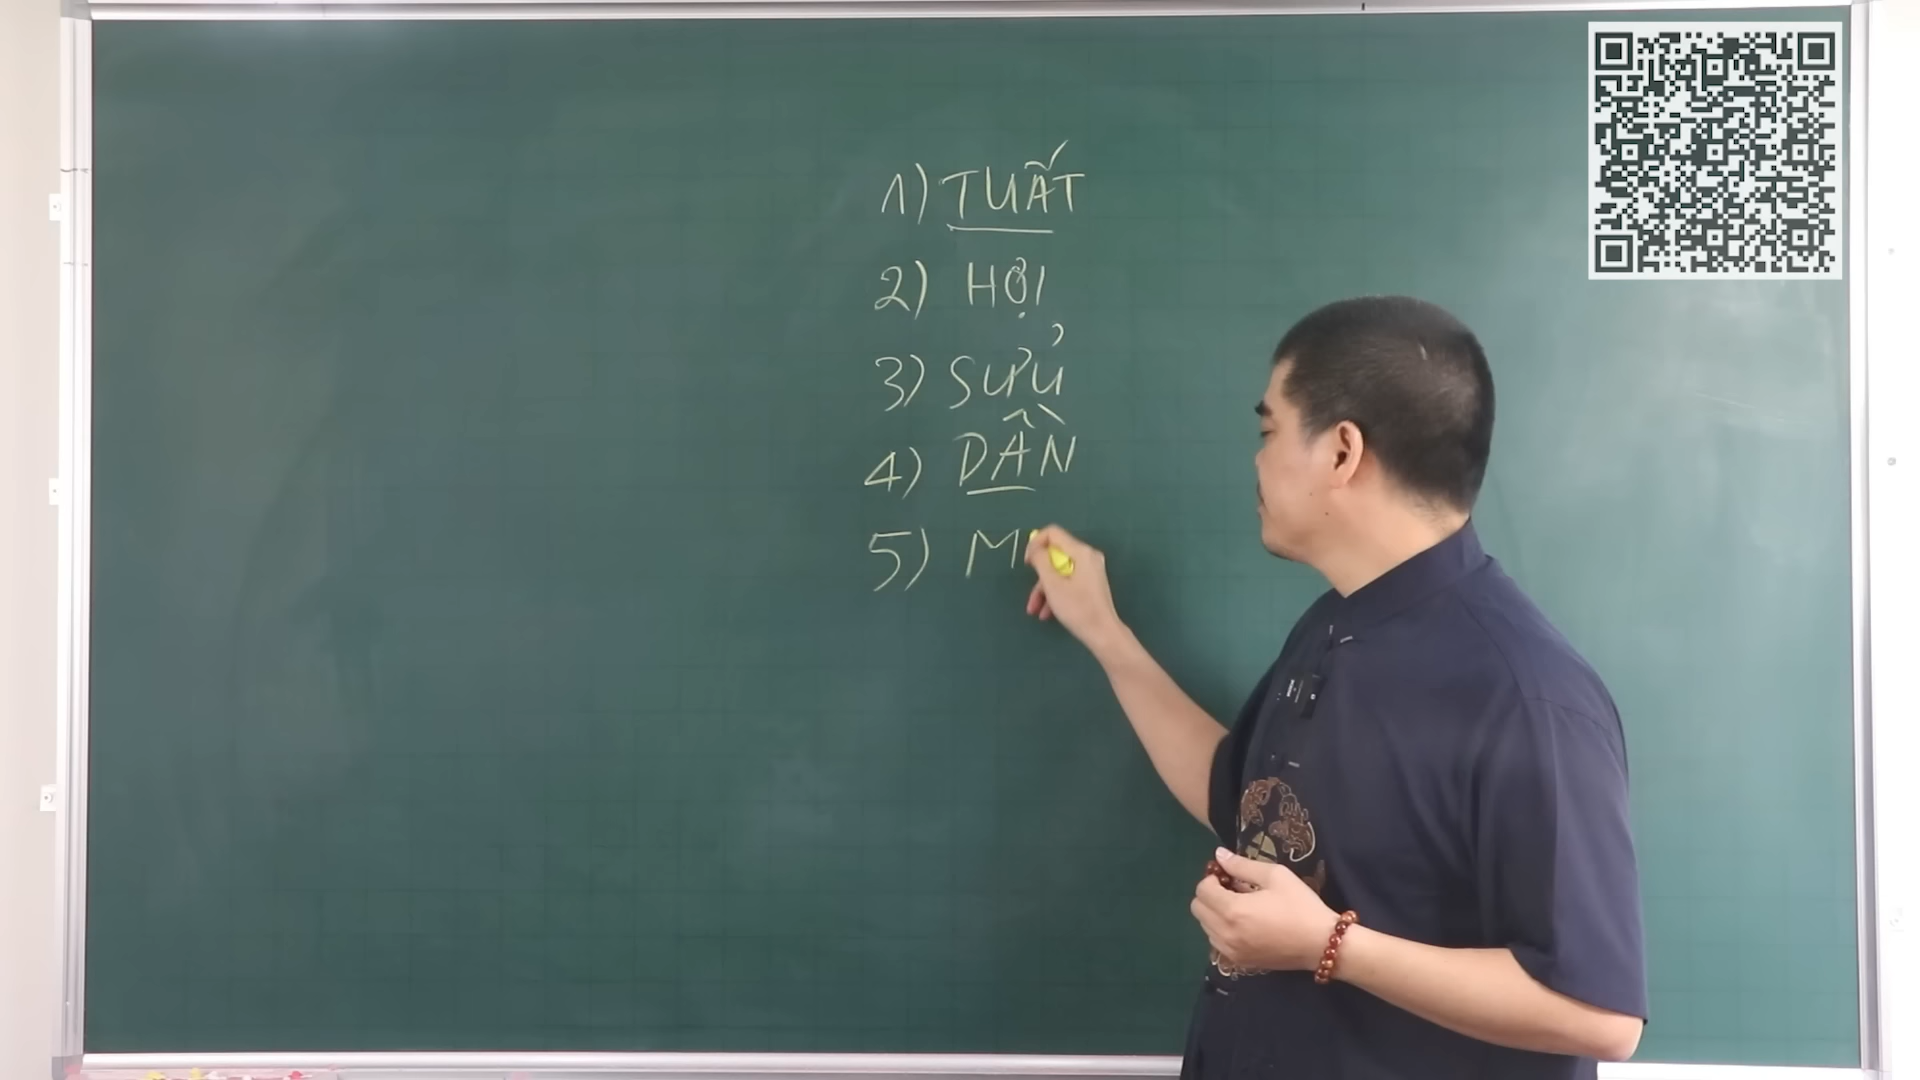 1) TUẤT
2) HỢI
3) SỬU
4) DẦN
5) M